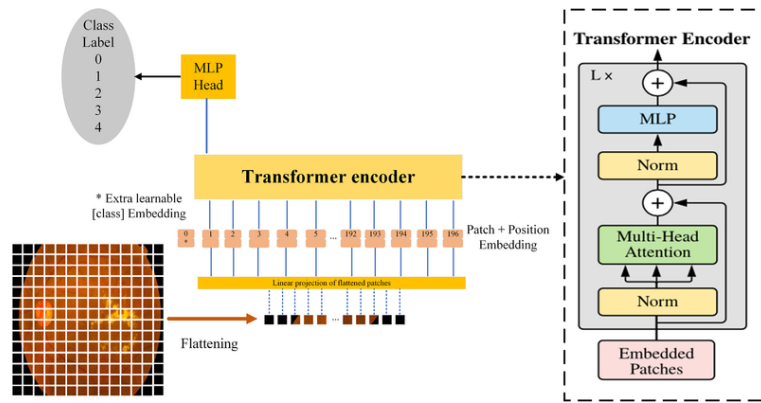 Class
Label
0
1
2
3
4
MLP
Head
Transformer encoder
* Extra learnable
[class] Embedding
0 1 2 3 4 5 ... 192 193 194 195 196
*
Patch + Position
Embedding
Linear projection of flattened patches
...
Flattening
Transformer Encoder
L ×
+
MLP
Norm
+
Multi-Head
Attention
Norm
Embedded
Patches